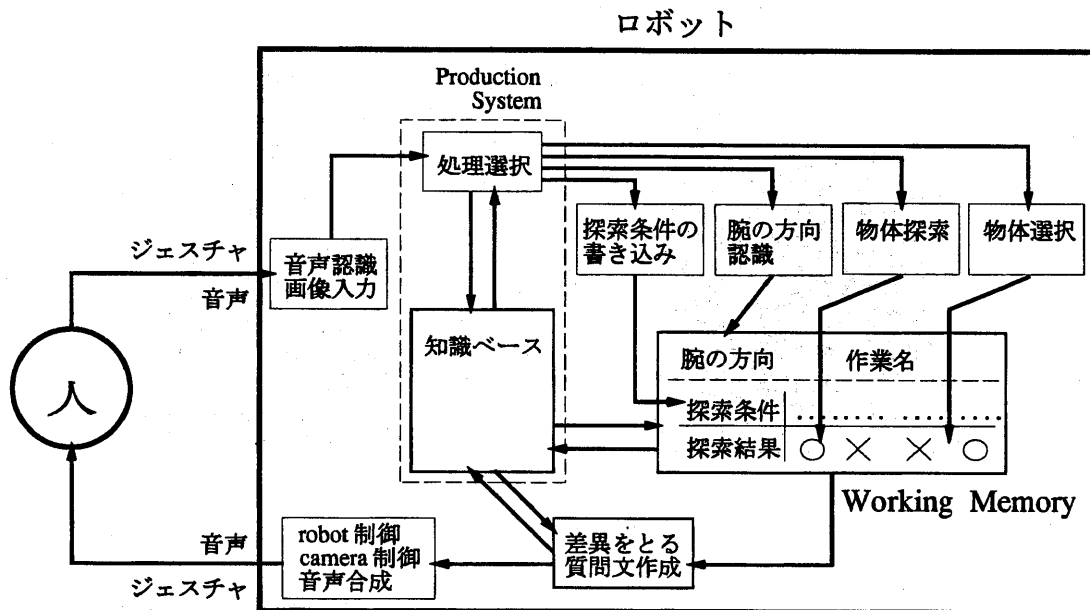 ロボット
Production
System
処理選択
探索条件の
書き込み
腕の方向
認識
物体探索
物体選択
ジェスチャ
音声
音声認識
画像入力
知識ベース
人
腕の方向 作業名
探索条件 ........ ... .....
探索結果 ○ × × ○
Working Memory
音声
ジェスチャ
robot 制御
camera 制御
音声合成
差異をとる
質問文作成